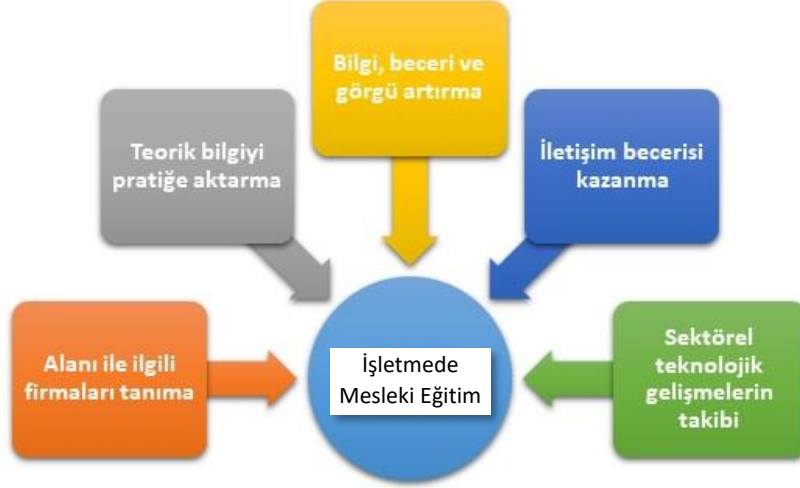 Bilgi, beceri ve
görgü artırma
Teorik bilgiyi
pratiğe aktarma
İletişim becerisi
kazanma
Alanı ile ilgili
firmaları tanıma
İşletmede
Mesleki Eğitim
Sektörel
teknolojik
gelişmelerin
takibi